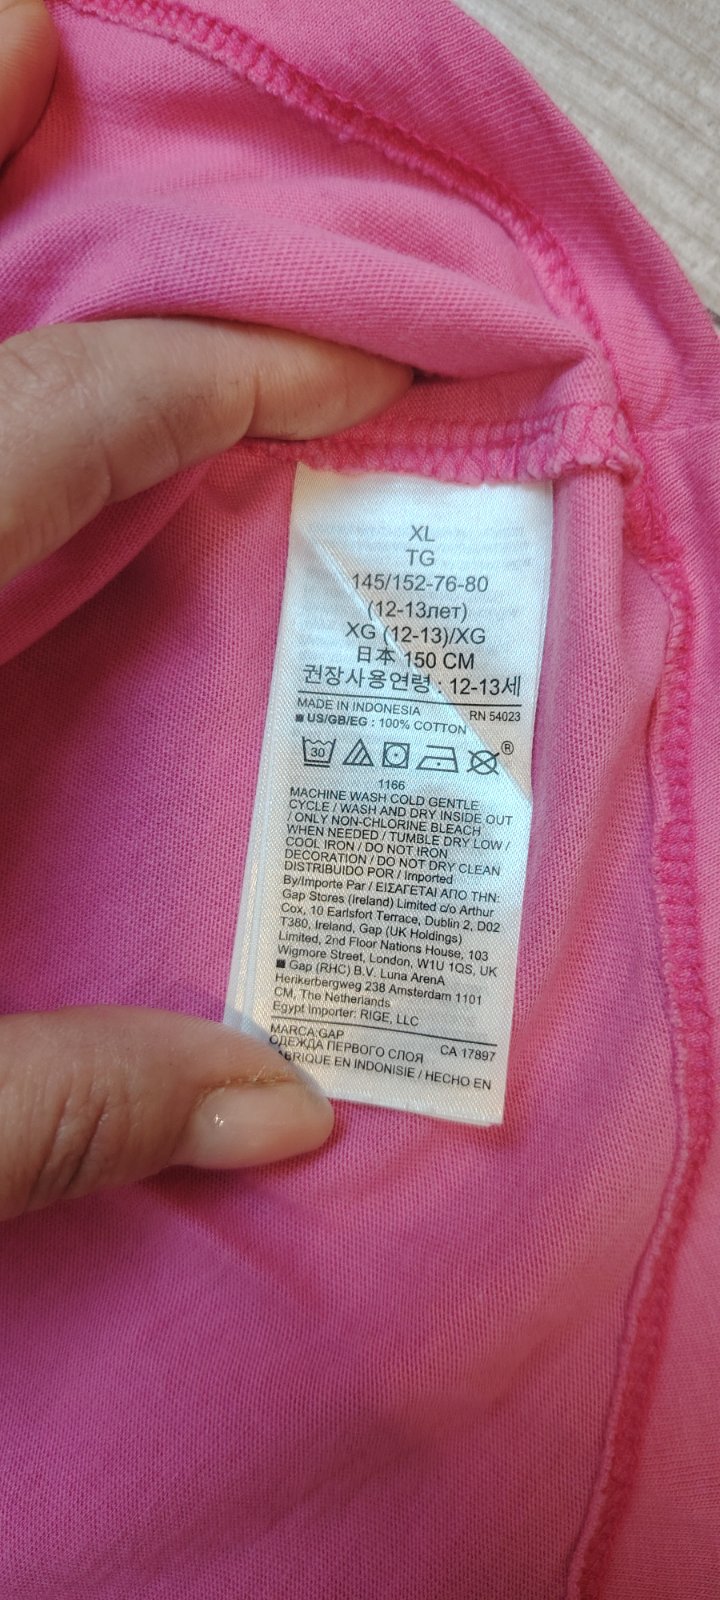 XL
TG
145/152-76-80
(12-13лет)
XG (12-13)/XG
日本 150 CM
권장사용연령 : 12-13세
MADE IN INDONESIA RN 54023
■ US/GB/EG : 100% COTTON
30 ®
1166
MACHINE WASH COLD GENTLE
CYCLE / WASH AND DRY INSIDE OUT
/ ONLY NON-CHLORINE BLEACH
WHEN NEEDED / TUMBLE DRY LOW /
COOL IRON / DO NOT IRON
DECORATION / DO NOT DRY CLEAN
DISTRIBUIDO POR / Imported
By/Importe Par / ΕΙΣΑΓΕΤΑΙ ΑΠΟ ΤΗΝ:
Gap Stores (Ireland) Limited c/o Arthur
Cox, 10 Earlsfort Terrace, Dublin 2, D02
T380, Ireland, Gap (UK Holdings)
Limited, 2nd Floor Nations House, 103
Wigmore Street, London, W1U 1QS, UK
■ Gap (RHC) B.V. Luna ArenA
Herikerbergweg 238 Amsterdam 1101
CM, The Netherlands
Egypt Importer: RIGE, LLC
MARCA:GAP CA 17897
ОДЕЖДА ПЕРВОГО СЛОЯ
ABRIQUE EN INDONISIE / HECHO EN